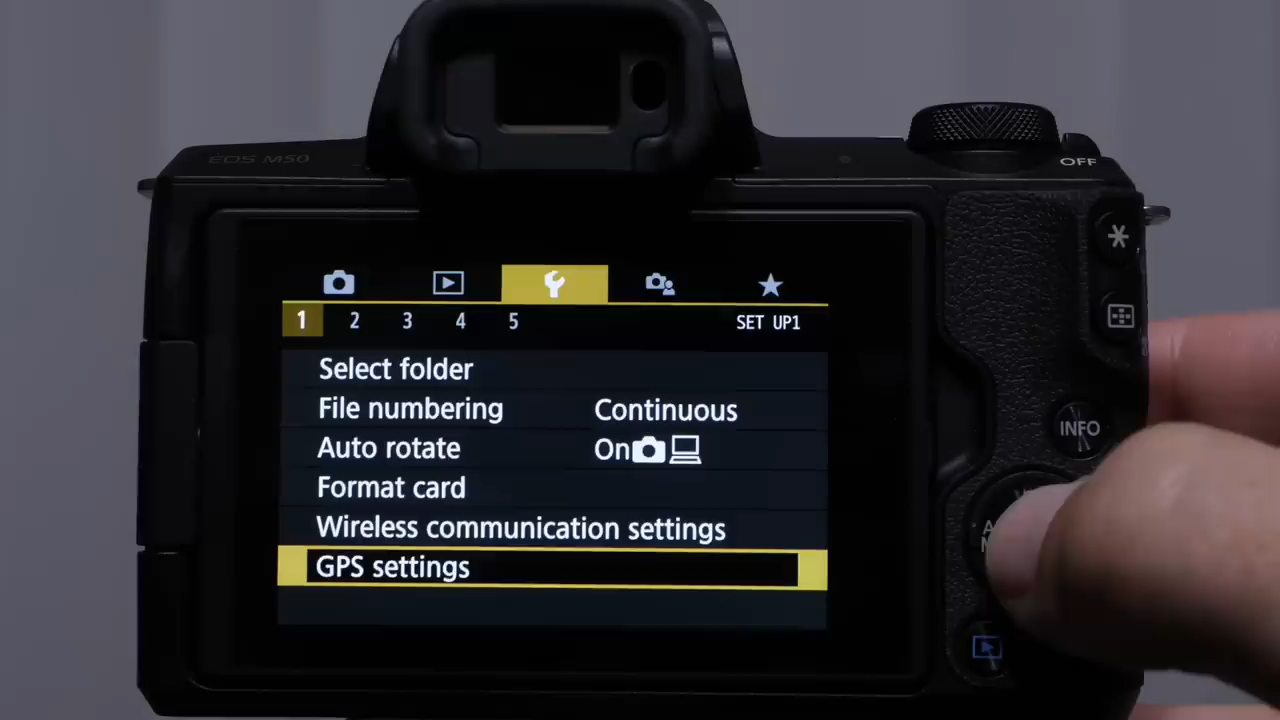 EOS M50
OFF
1 2 3 4 5 SET UP1
Select folder
File numbering Continuous
Auto rotate On
Format card
Wireless communication settings
GPS settings
INFO